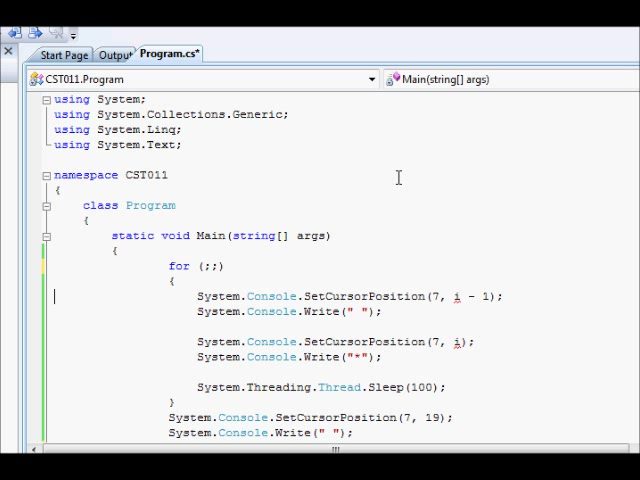 Start Page Output Program.cs*
CST011.Program Main(string[] args)
using System;
using System.Collections.Generic;
using System.Linq;
using System.Text;
namespace CST011
{
class Program
{
static void Main(string[] args)
{
for (;;)
{
System.Console.SetCursorPosition(7, i - 1);
System.Console.Write(" ");
System.Console.SetCursorPosition(7, i);
System.Console.Write("*");
System.Threading.Thread.Sleep(100);
}
System.Console.SetCursorPosition(7, 19);
System.Console.Write(" ");